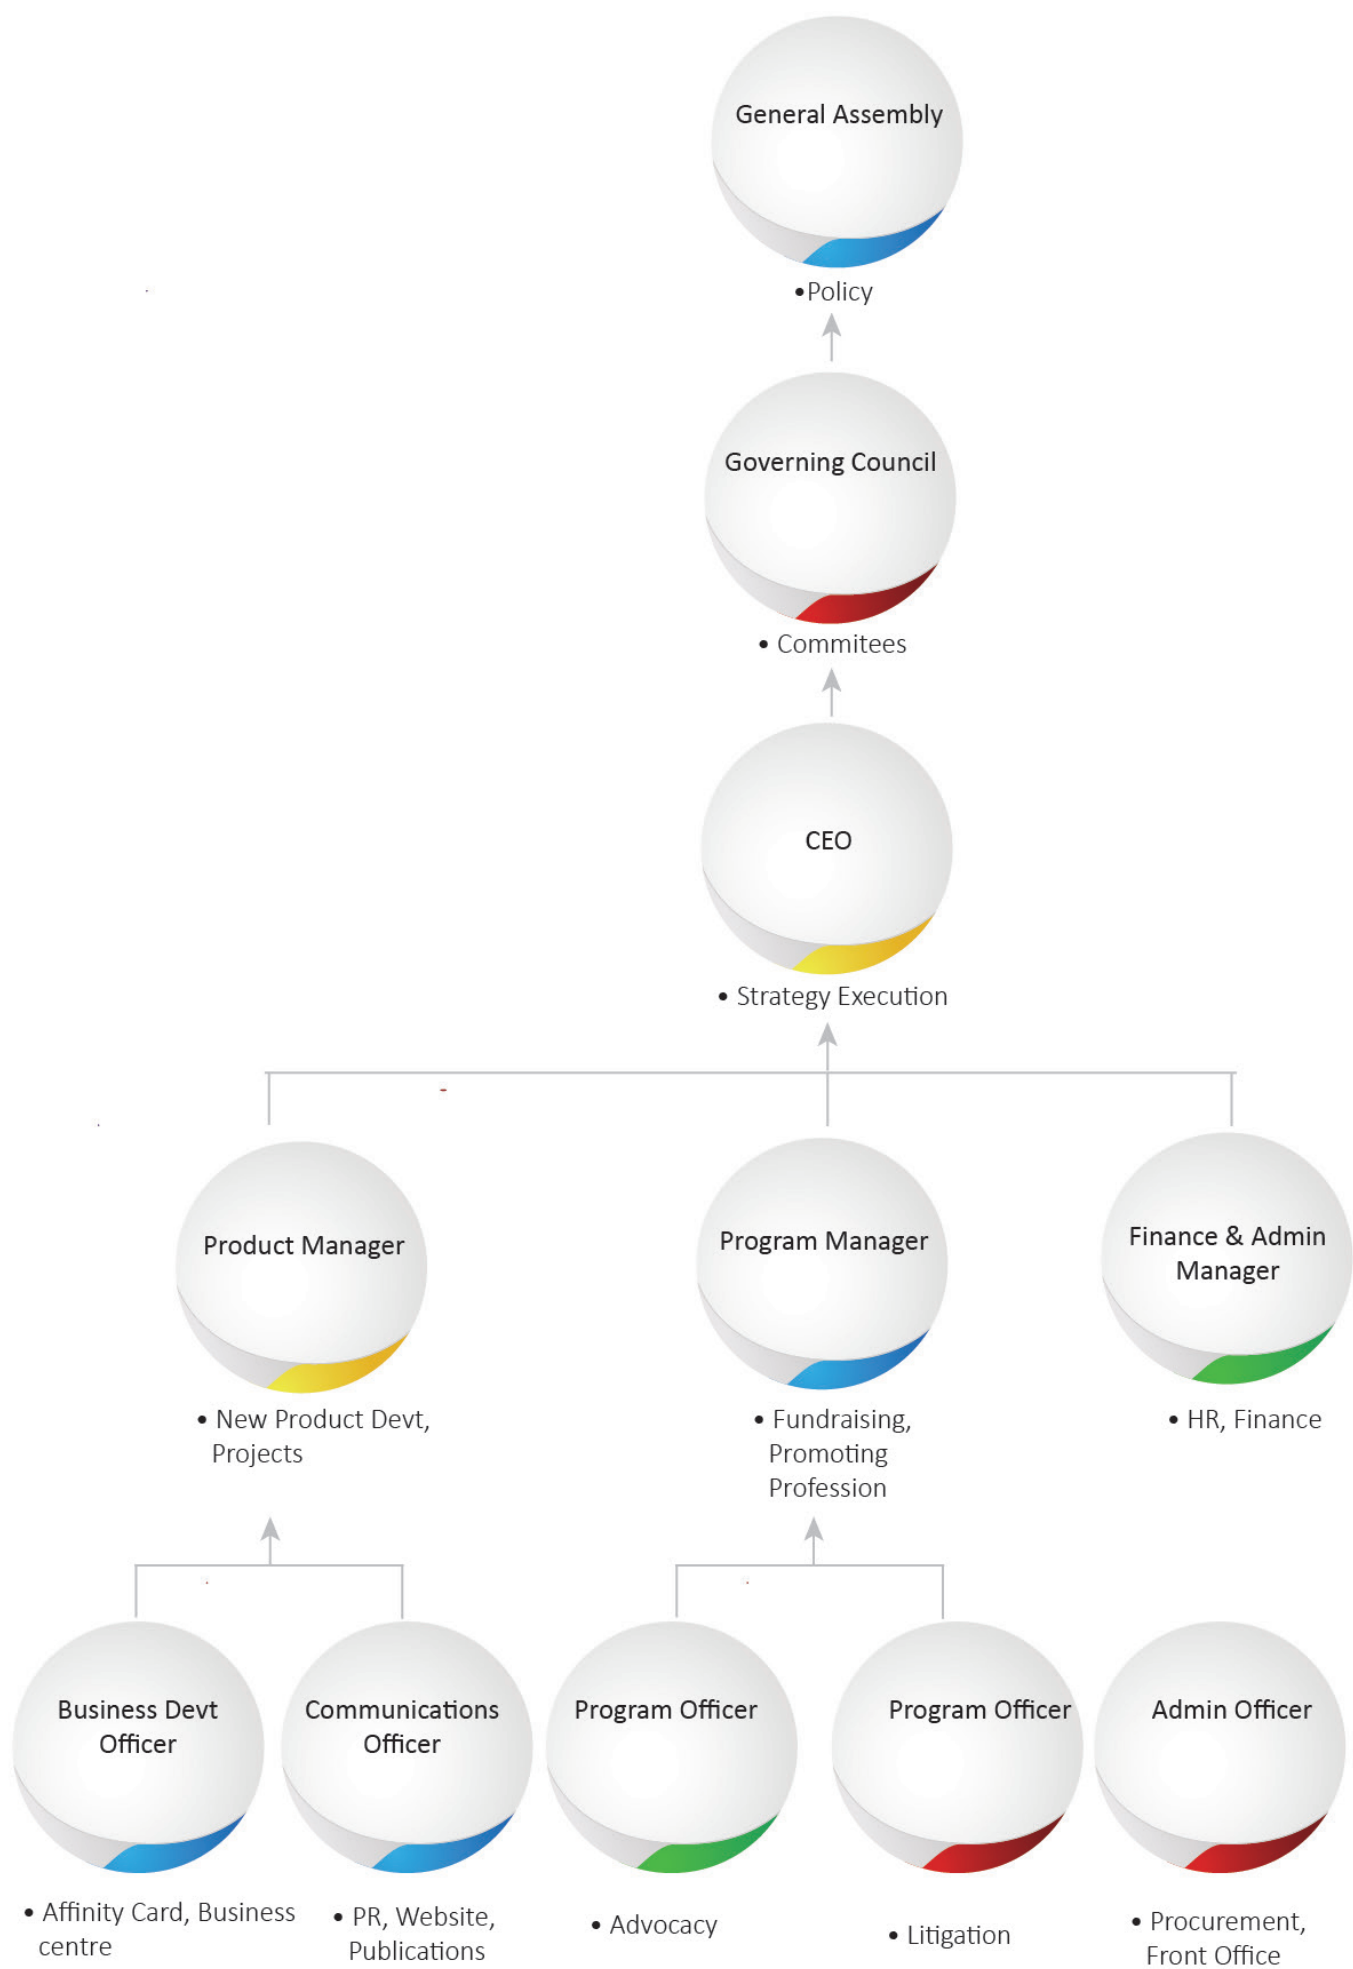 General Assembly
•Policy
Governing Council
• Commitees
CEO
• Strategy Execution
Product Manager
• New Product Devt,
Projects
Program Manager
• Fundraising,
Promoting
Profession
Finance & Admin
Manager
• HR, Finance
Business Devt
Officer
• Affinity Card, Business
centre
Communications
Officer
• PR, Website,
Publications
Program Officer
• Advocacy
Program Officer
• Litigation
Admin Officer
• Procurement,
Front Office